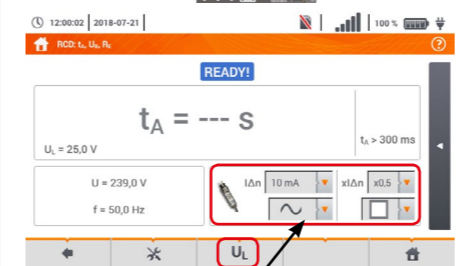 12:00:02 2018-07-21 100 %
RCD: tA, UB, RE
READY!
tA = --- s
UL = 25,0 V
tA > 300 ms
U = 239,0 V
f = 50,0 Hz
IΔn 10 mA xIΔn x0,5
UL